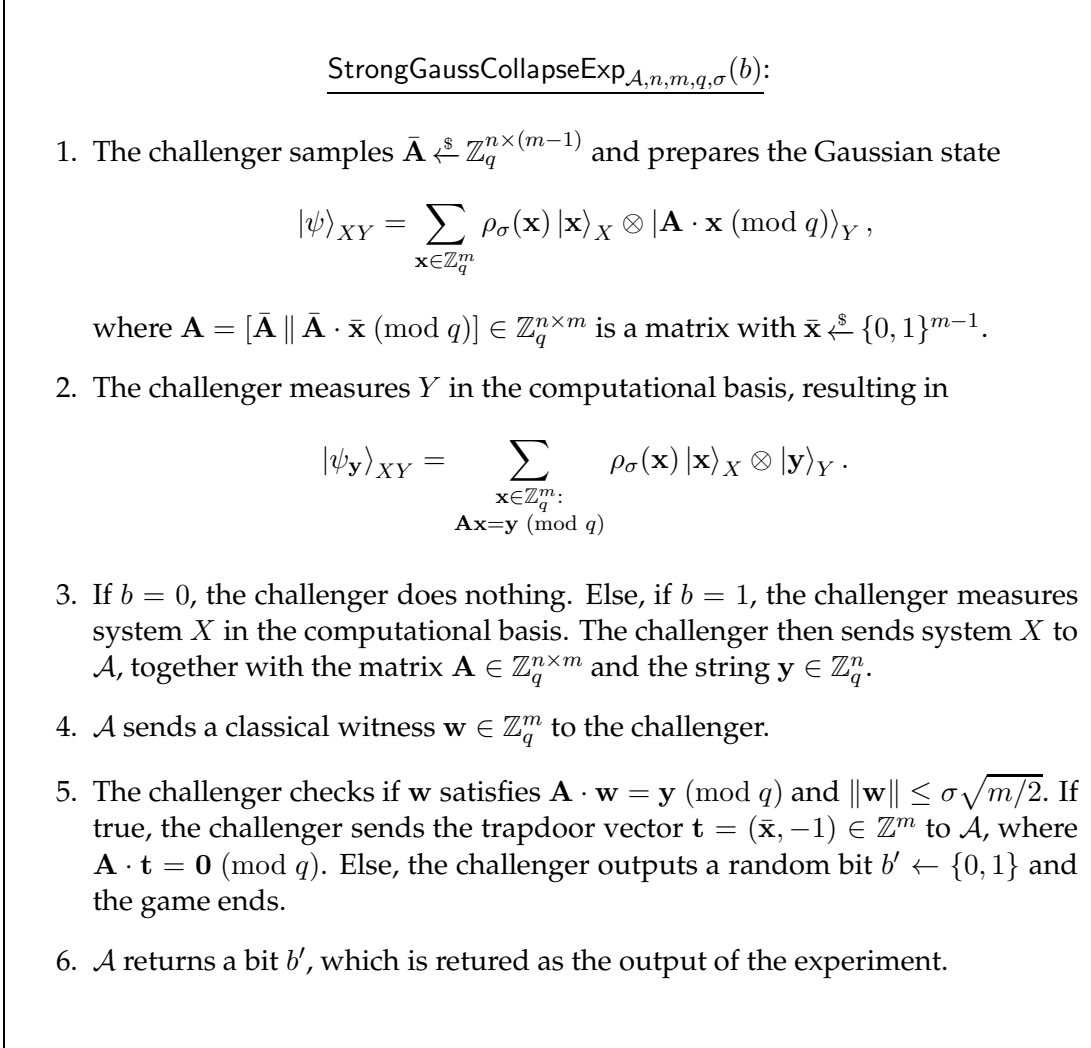 StrongGaussCollapseExp_{𝒜,n,m,q,σ}(b):
1. The challenger samples Ā ←$ ℤ_q^{n×(m−1)} and prepares the Gaussian state
|ψ⟩_{XY} = ∑_{x∈ℤ_q^m} ρ_σ(x) |x⟩_X ⊗ |A · x (mod q)⟩_Y ,
where A = [Ā ∥ Ā · x̄ (mod q)] ∈ ℤ_q^{n×m} is a matrix with x̄ ←$ {0, 1}^{m−1}.
2. The challenger measures Y in the computational basis, resulting in
|ψ_y⟩_{XY} = ∑_{x∈ℤ_q^m: Ax=y (mod q)} ρ_σ(x) |x⟩_X ⊗ |y⟩_Y .
3. If b = 0, the challenger does nothing. Else, if b = 1, the challenger measures
system X in the computational basis. The challenger then sends system X to
𝒜, together with the matrix A ∈ ℤ_q^{n×m} and the string y ∈ ℤ_q^n.
4. 𝒜 sends a classical witness w ∈ ℤ_q^m to the challenger.
5. The challenger checks if w satisfies A · w = y (mod q) and ∥w∥ ≤ σ√(m/2). If
true, the challenger sends the trapdoor vector t = (x̄, −1) ∈ ℤ^m to 𝒜, where
A · t = 0 (mod q). Else, the challenger outputs a random bit b′ ← {0, 1} and
the game ends.
6. 𝒜 returns a bit b′, which is retured as the output of the experiment.